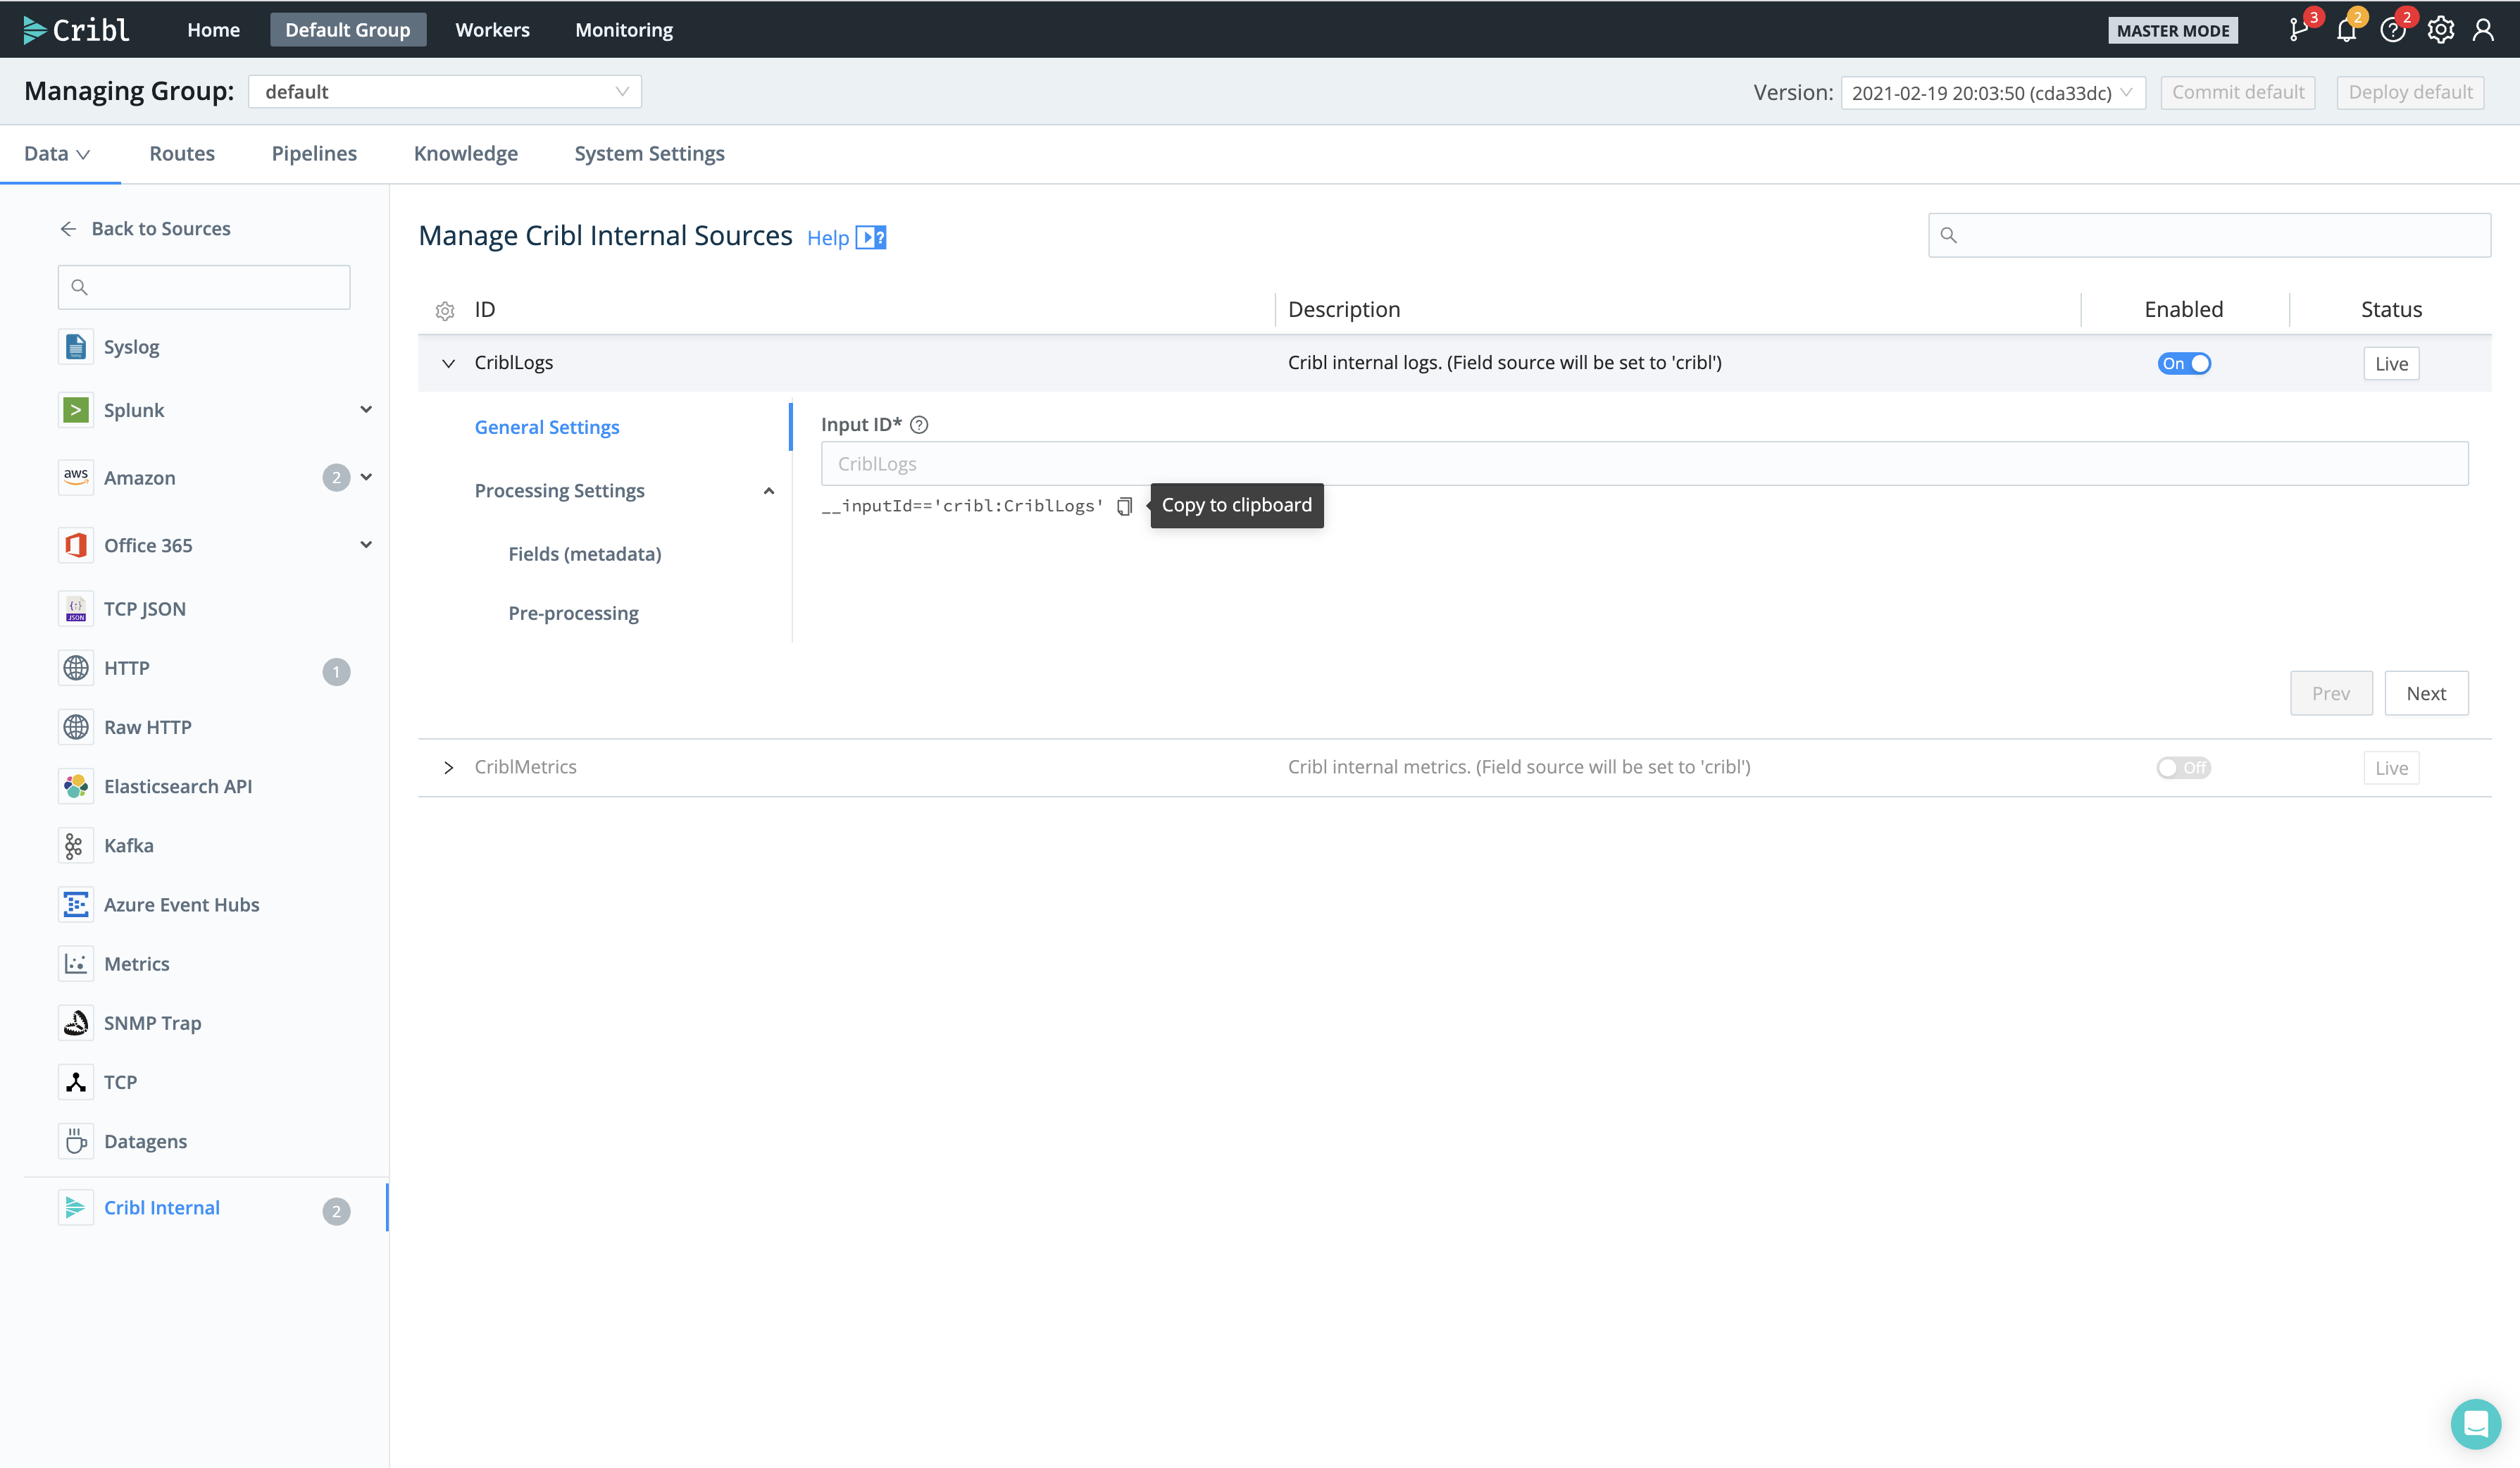 Cribl Home Default Group Workers Monitoring MASTER MODE 3 2 2
Managing Group: default Version: 2021-02-19 20:03:50 (cda33dc) Commit default Deploy default
Data Routes Pipelines Knowledge System Settings
Back to Sources
Syslog
Splunk
aws Amazon 2
Office 365
JSON TCP JSON
HTTP 1
Raw HTTP
Elasticsearch API
Kafka
Azure Event Hubs
Metrics
SNMP Trap
TCP
Datagens
Cribl Internal 2
Manage Cribl Internal Sources Help
ID Description Enabled Status
CriblLogs Cribl internal logs. (Field source will be set to 'cribl') On Live
General Settings
Processing Settings
Fields (metadata)
Pre-processing
Input ID*
CriblLogs
__inputId=='cribl:CriblLogs' Copy to clipboard
Prev Next
CriblMetrics Cribl internal metrics. (Field source will be set to 'cribl') Off Live